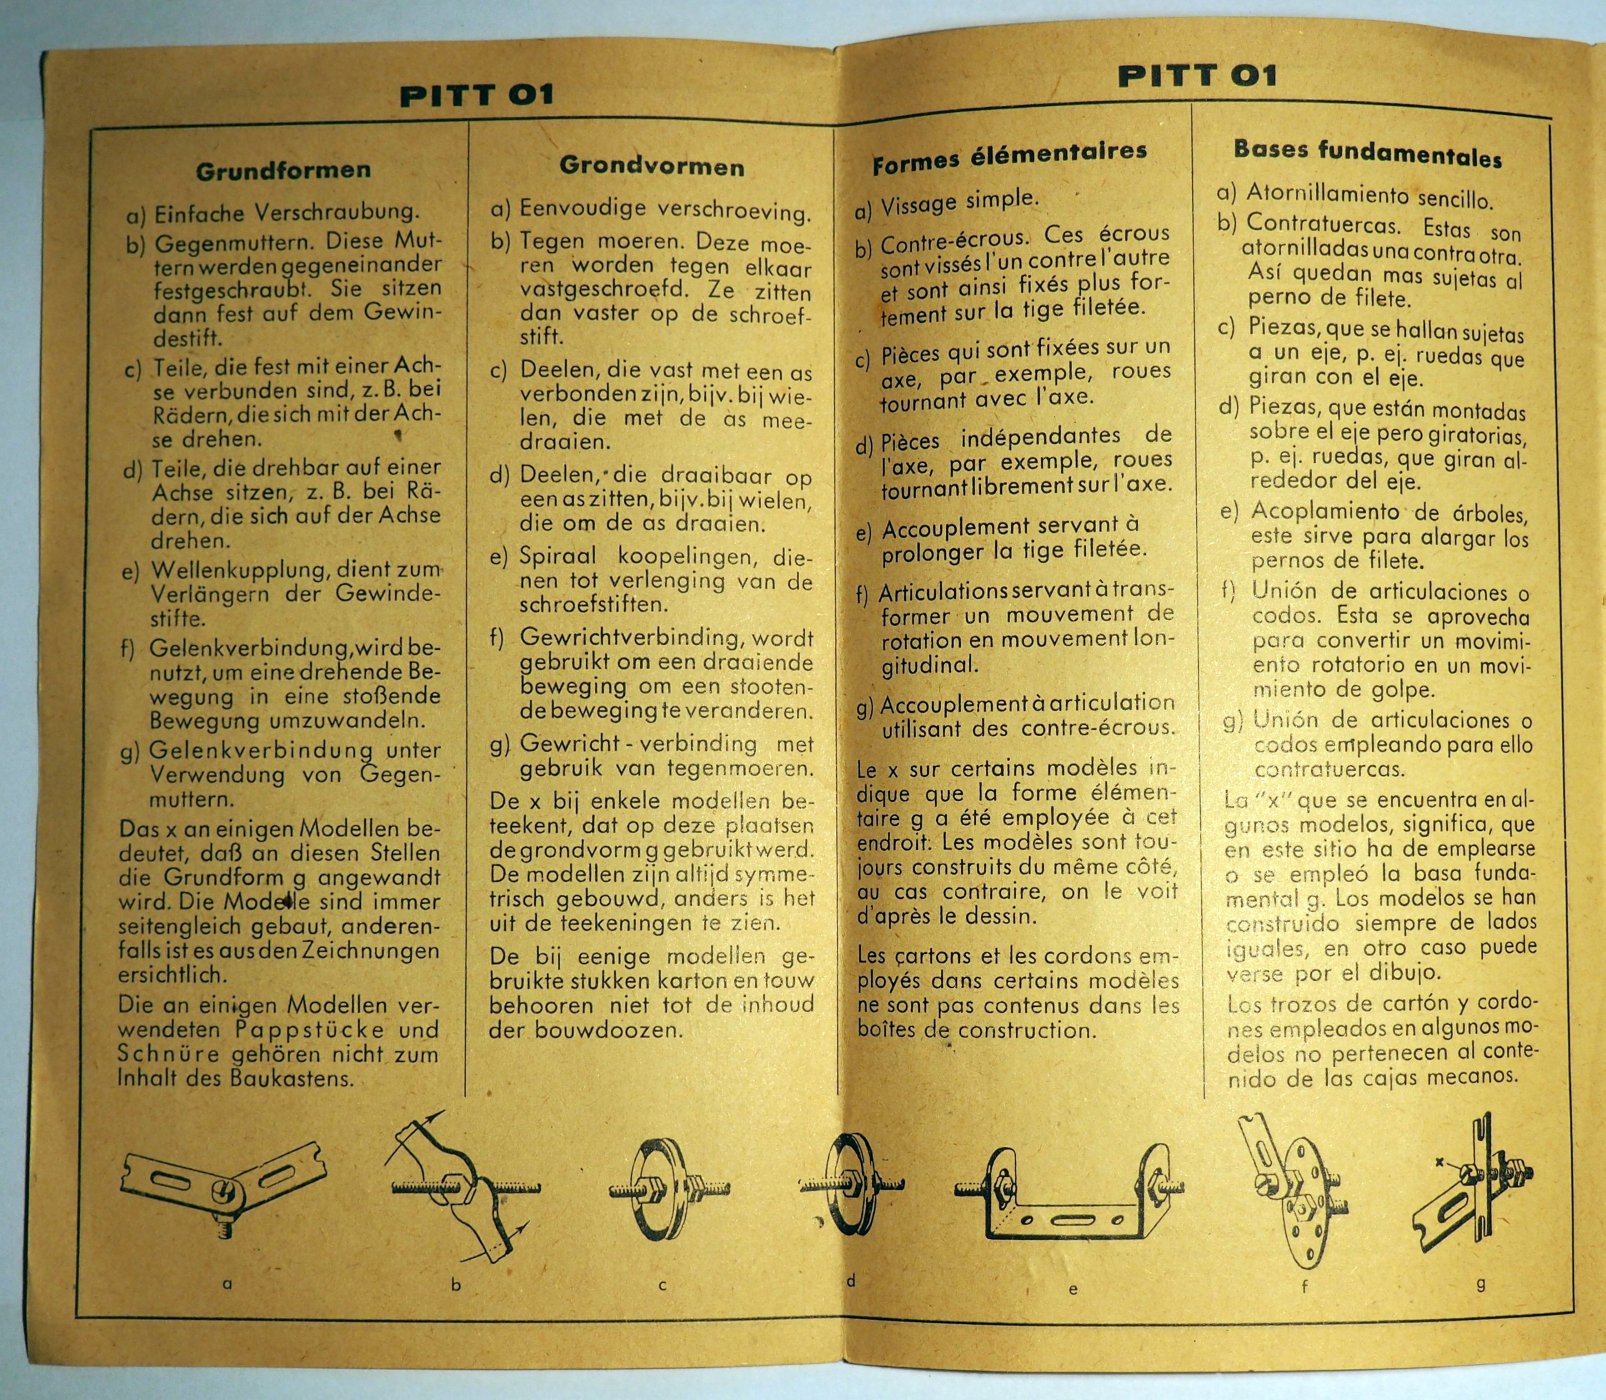 PITT 01
Grundformen
a) Einfache Verschraubung.
b) Gegenmuttern. Diese Mut-
tern werden gegeneinander
festgeschraubt. Sie sitzen
dann fest auf dem Gewin-
destift.
c) Teile, die fest mit einer Ach-
se verbunden sind, z. B. bei
Rädern, die sich mit der Ach-
se drehen.
d) Teile, die drehbar auf einer
Achse sitzen, z. B. bei Rä-
dern, die sich auf der Achse
drehen.
e) Wellenkupplung, dient zum
Verlängern der Gewinde-
stifte.
f) Gelenkverbindung, wird be-
nutzt, um eine drehende Be-
wegung in eine stoßende
Bewegung umzuwandeln.
g) Gelenkverbindung unter
Verwendung von Gegen-
muttern.
Das x an einigen Modellen be-
deutet, daß an diesen Stellen
die Grundform g angewandt
wird. Die Modelle sind immer
seitengleich gebaut, anderen-
falls ist es aus den Zeichnungen
ersichtlich.
Die an einigen Modellen ver-
wendeten Pappstücke und
Schnüre gehören nicht zum
Inhalt des Baukastens.
Grondvormen
a) Eenvoudige verschroeving.
b) Tegen moeren. Deze moe-
ren worden tegen elkaar
vastgeschroefd. Ze zitten
dan vaster op de schroef-
stift.
c) Deelen, die vast met een as
verbonden zijn, bijv. bij wie-
len, die met de as mee-
draaien.
d) Deelen, die draaibaar op
een as zitten, bijv. bij wielen,
die om de as draaien.
e) Spiraal koopelingen, die-
nen tot verlenging van de
schroefstiften.
f) Gewrichtverbinding, wordt
gebruikt om een draaiende
beweging om een stooten-
de beweging te veranderen.
g) Gewricht-verbinding met
gebruik van tegenmoeren.
De x bij enkele modellen be-
teekent, dat op deze plaatsen
de grondvorm g gebruikt werd.
De modellen zijn altijd symme-
trisch gebouwd, anders is het
uit de teekeningen te zien.
De bij eenige modellen ge-
bruikte stukken karton en touw
behooren niet tot de inhoud
der bouwdoozen.
PITT 01
Formes élémentaires
a) Vissage simple.
b) Contre-écrous. Ces écrous
sont vissés l'un contre l'autre
et sont ainsi fixés plus for-
tement sur la tige filetée.
c) Pièces qui sont fixées sur un
axe, par exemple, roues
tournant avec l'axe.
d) Pièces indépendantes de
l'axe, par exemple, roues
tournant librement sur l'axe.
e) Accouplement servant à
prolonger la tige filetée.
f) Articulations servant à trans-
former un mouvement de
rotation en mouvement lon-
gitudinal.
g) Accouplement à articulation
utilisant des contre-écrous.
Le x sur certains modèles in-
dique que la forme élémen-
taire g a été employée à cet
endroit: Les modèles sont tou-
jours construits du même côté,
au cas contraire, on le voit
d'après le dessin.
Les cartons et les cordons em-
ployés dans certains modèles
ne sont pas contenus dans les
boîtes de construction.
Bases fundamentales
a) Atornillamiento sencillo.
b) Contratuercas. Estas son
atornilladas una contra otra.
Así quedan mas sujetas al
perno de filete.
c) Piezas, que se hallan sujetas
a un eje, p. ej. ruedas que
giran con el eje.
d) Piezas, que están montadas
sobre el eje pero giratorias,
p. ej. ruedas, que giran al-
rededor del eje.
e) Acoplamiento de árboles,
este sirve para alargar los
pernos de filete.
f) Unión de articulaciones o
codos. Esta se aprovecha
para convertir un movimi-
ento rotatorio en un movi-
miento de golpe.
g) Unión de articulaciones o
codos empleando para ello
contratuercas.
La "x" que se encuentra en al-
gunos modelos, significa, que
en este sitio ha de emplearse
o se empleó la basa funda-
mental g. Los modelos se han
construido siempre de lados
iguales, en otro caso puede
verse por el dibujo.
Los trozos de cartón y cordo-
nes empleados en algunos mo-
delos no pertenecen al conte-
nido de las cajas mecanos.
x
a b c d e f g